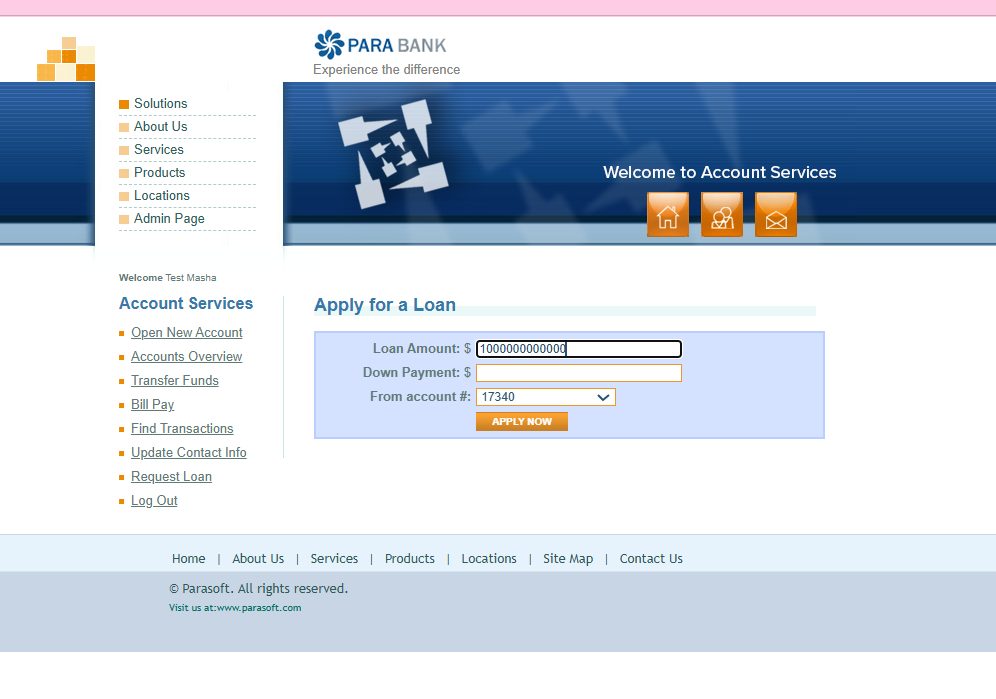 PARA BANK
Experience the difference
Solutions
About Us
Services
Products
Locations
Admin Page
Welcome to Account Services
Welcome Test Masha
Account Services
Open New Account
Accounts Overview
Transfer Funds
Bill Pay
Find Transactions
Update Contact Info
Request Loan
Log Out
Apply for a Loan
Loan Amount: $ 1000000000000
Down Payment: $
From account #: 17340
APPLY NOW
Home | About Us | Services | Products | Locations | Site Map | Contact Us
© Parasoft. All rights reserved.
Visit us at:www.parasoft.com